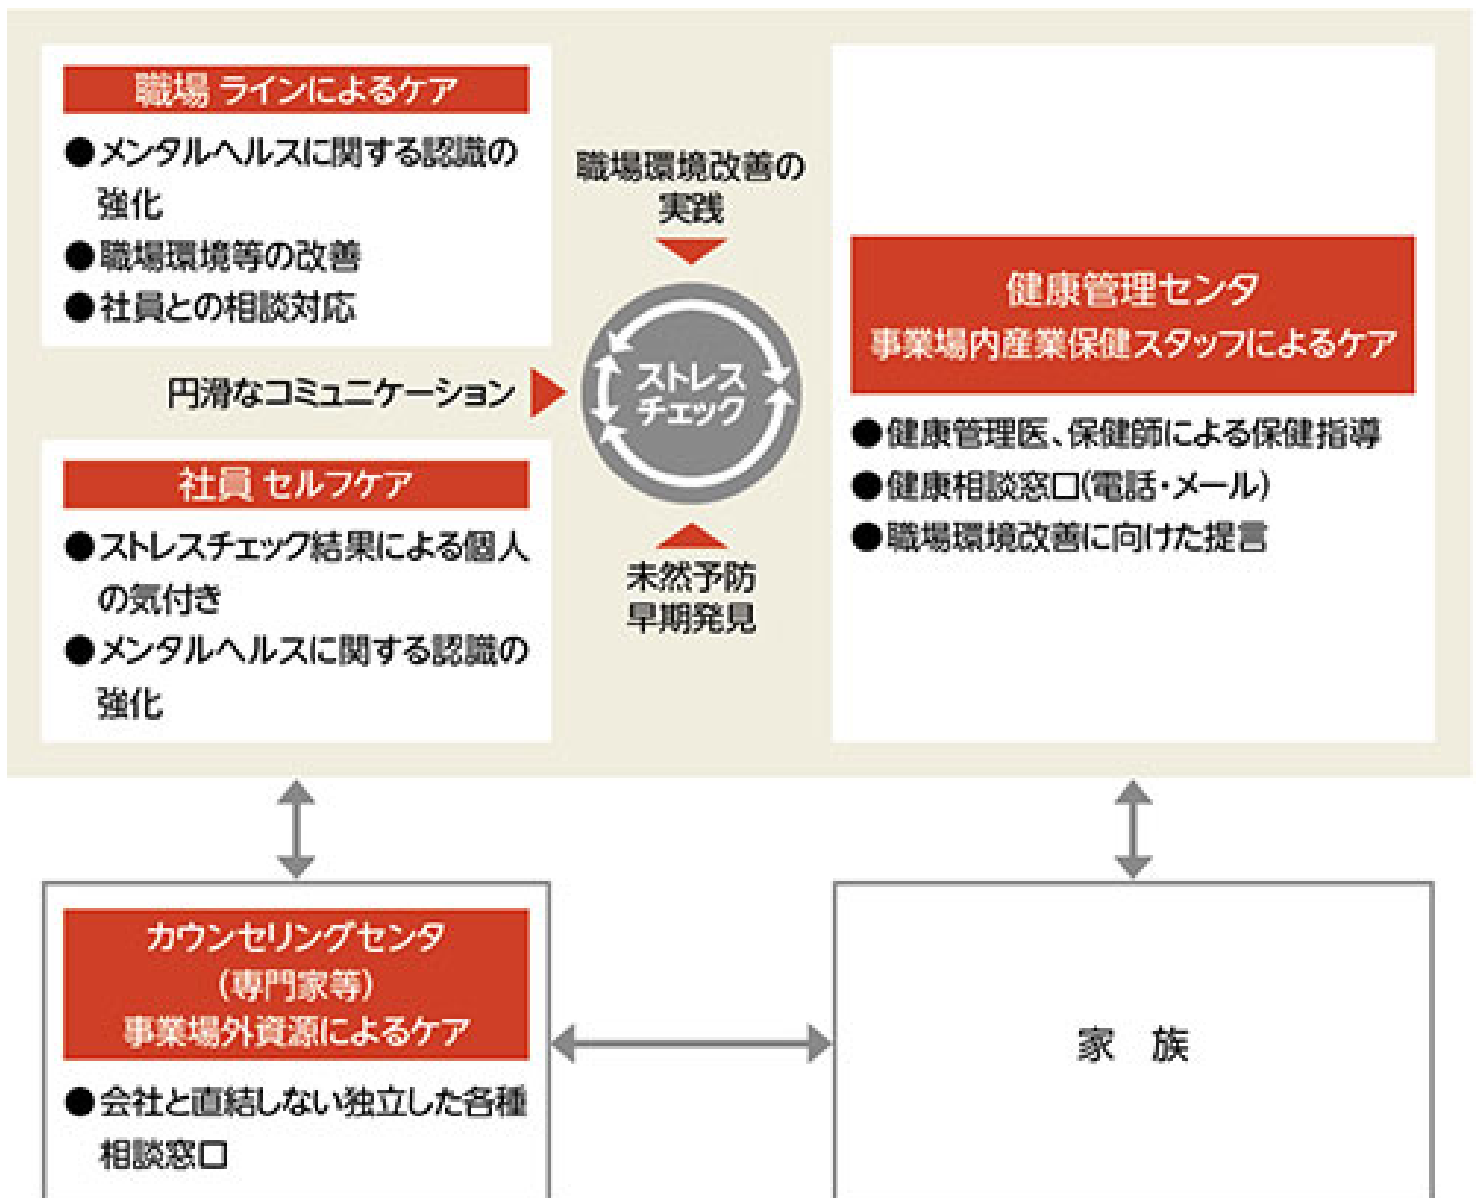 職場 ラインによるケア
●メンタルヘルスに関する認識の
強化
●職場環境等の改善
●社員との相談対応
円滑なコミュニケーション
社員 セルフケア
●ストレスチェック結果による個人
の気付き
●メンタルヘルスに関する認識の
強化
職場環境改善の
実践
ストレス
チェック
未然予防
早期発見
健康管理センタ
事業場内産業保健スタッフによるケア
●健康管理医、保健師による保健指導
●健康相談窓口(電話・メール)
●職場環境改善に向けた提言
カウンセリングセンタ
(専門家等)
事業場外資源によるケア
●会社と直結しない独立した各種
相談窓口
家　族